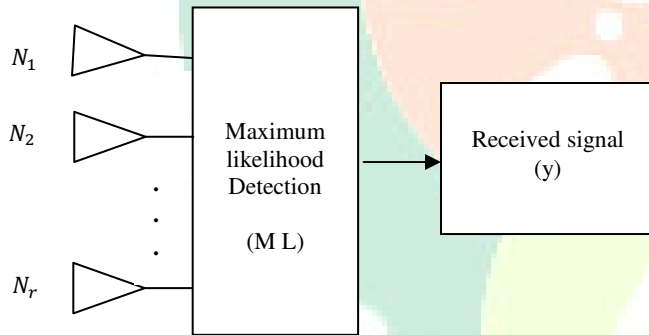 N₁
N₂
Nᵣ
Maximum
likelihood
Detection
(M L)
Received signal
(y)